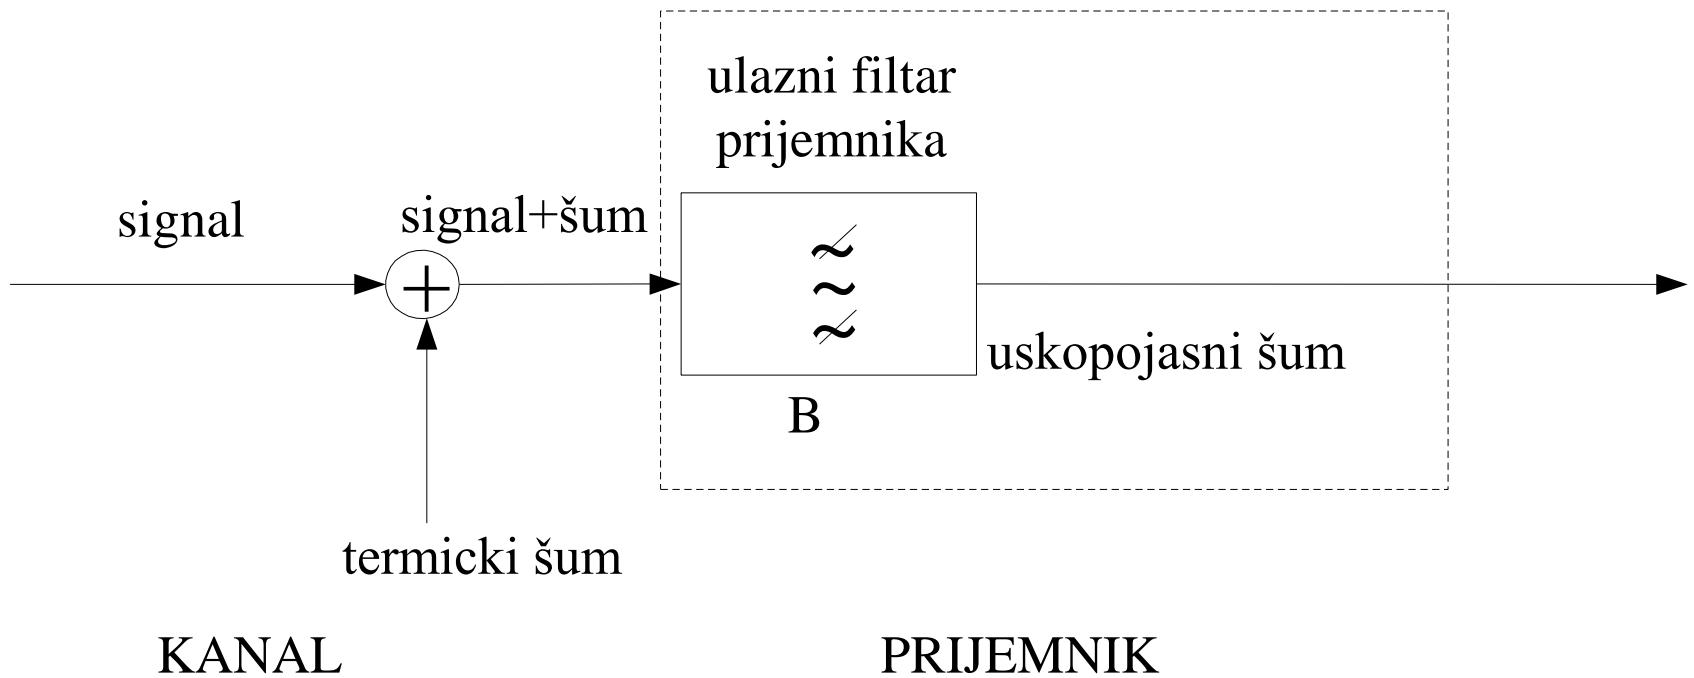 ulazni filtar
prijemnika
signal
signal+šum
+
uskopojasni šum
B
termicki šum
KANAL
PRIJEMNIK